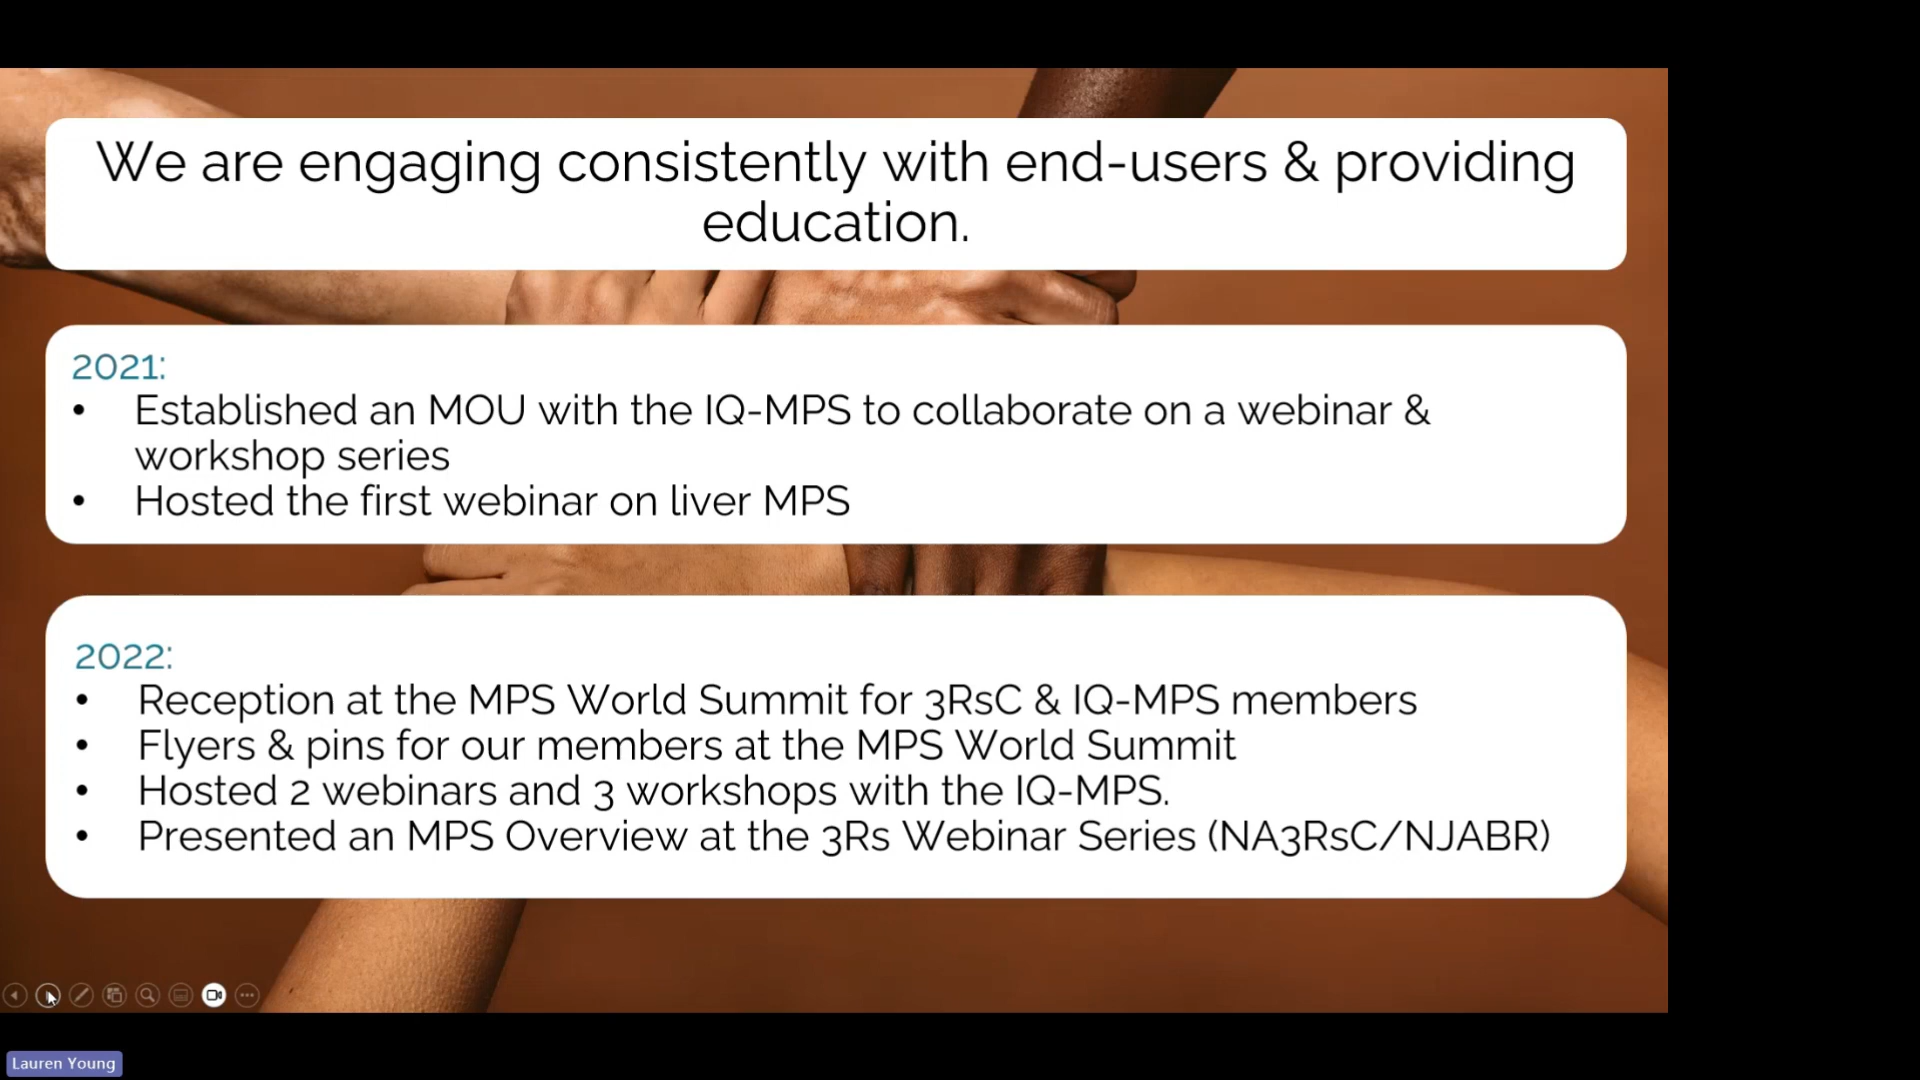 We are engaging consistently with end-users & providing
education.
2021:
• Established an MOU with the IQ-MPS to collaborate on a webinar &
workshop series
• Hosted the first webinar on liver MPS
2022:
• Reception at the MPS World Summit for 3RsC & IQ-MPS members
• Flyers & pins for our members at the MPS World Summit
• Hosted 2 webinars and 3 workshops with the IQ-MPS.
• Presented an MPS Overview at the 3Rs Webinar Series (NA3RsC/NJABR)
Lauren Young